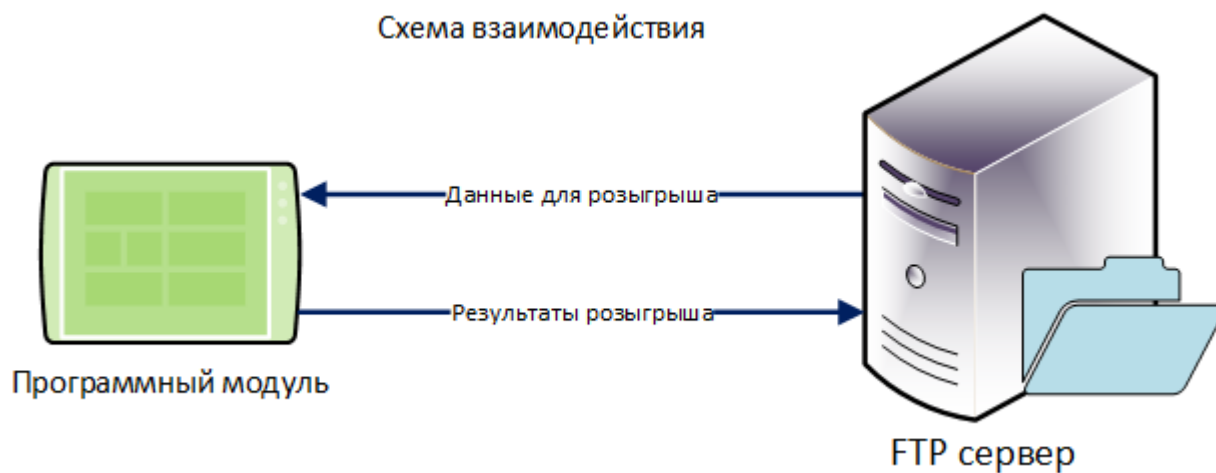 Схема взаимодействия
Данные для розыгрыша
Результаты розыгрыша
Программный модуль
FTP сервер